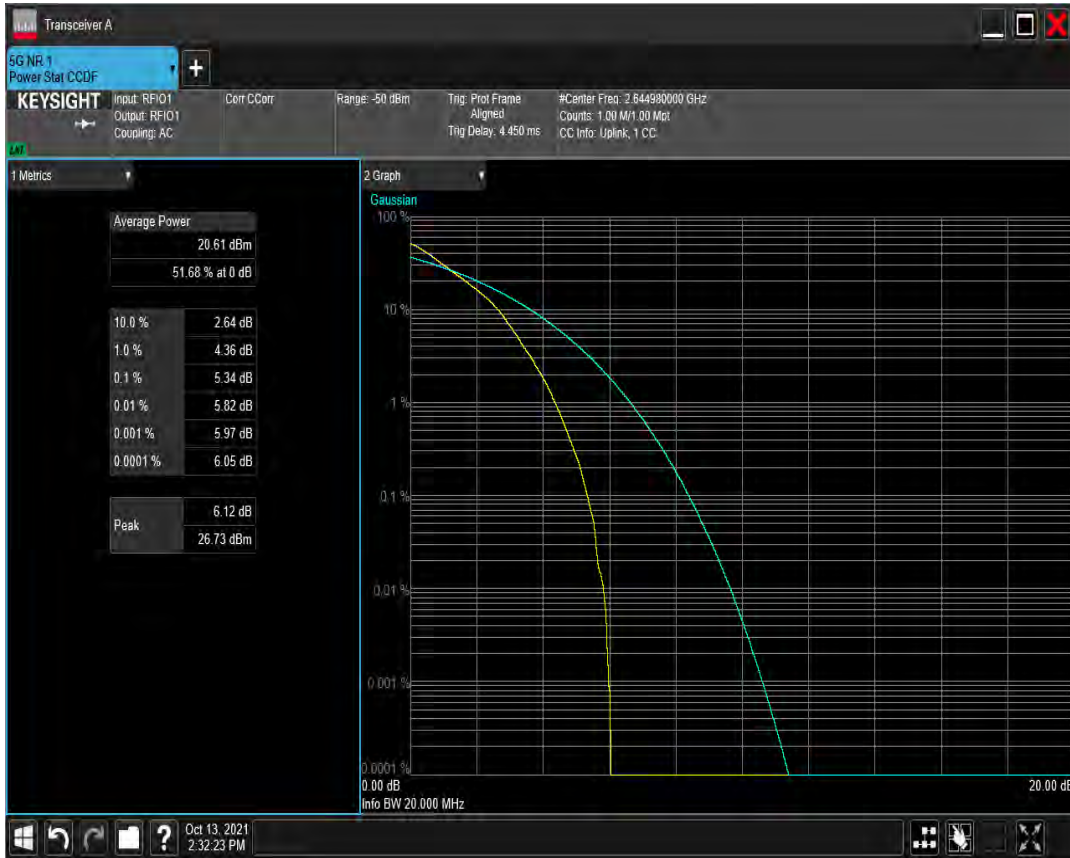 Transceiver A
5G NR 1
Power Stat CCDF
+
KEYSIGHT
Input: RFIO1
Output: RFIO1
Coupling: AC
Corr CCorr
Range: -50 dBm
Trig: Prot Frame
Aligned
Trig Delay: 4.450 ms
#Center Freq: 2.644980000 GHz
Counts: 1.00 M/1.00 Mpt
CC Info: Uplink, 1 CC
LNT
1 Metrics
Average Power
20.61 dBm
51.68 % at 0 dB
10.0 % 2.64 dB
1.0 % 4.36 dB
0.1 % 5.34 dB
0.01 % 5.82 dB
0.001 % 5.97 dB
0.0001 % 6.05 dB
Peak
6.12 dB
26.73 dBm
2 Graph
Gaussian
100 %
10 %
1 %
0.1 %
0.01 %
0.001 %
0.0001 %
0.00 dB
20.00 dB
Info BW 20.000 MHz
?
Oct 13, 2021
2:32:23 PM